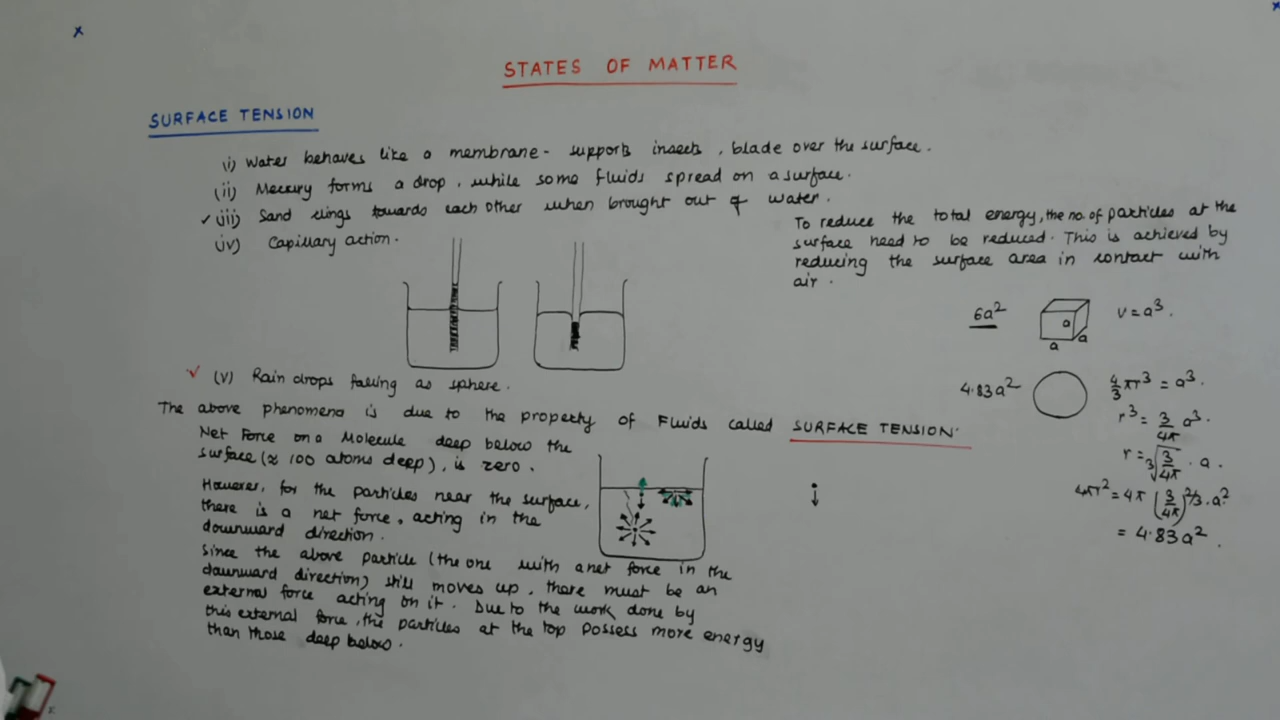 STATES OF MATTER
SURFACE TENSION
(i) Water behaves like a membrane - supports insects, blade over the surface.
(ii) Mercury forms a drop, while some fluids spread on a surface.
✓ (iii) Sand clings towards each other when brought out of water.
(iv) Capillary action.
✓ (v) Rain drops falling as sphere.
The above phenomena is due to the property of Fluids called SURFACE TENSION.
Net Force on a Molecule deep below the
surface (≈ 100 atoms deep), is zero.
However, for the particles near the surface,
there is a net force, acting in the
downward direction.
Since the above particle (the one with a net force in the
downward direction) still moves up, there must be an
external force acting on it. Due to the work done by
this external force, the particles at the top possess more energy
than those deep below.
To reduce the total energy, the no. of particles at the
surface need to be reduced. This is achieved by
reducing the surface area in contact with
air.
6a² a a a V = a³.
4.83a² 4/3 πr³ = a³.
r³ = 3/4π a³.
r = ∛3/4π . a.
4πr² = 4π (3/4π)^2/3 . a²
= 4.83a².